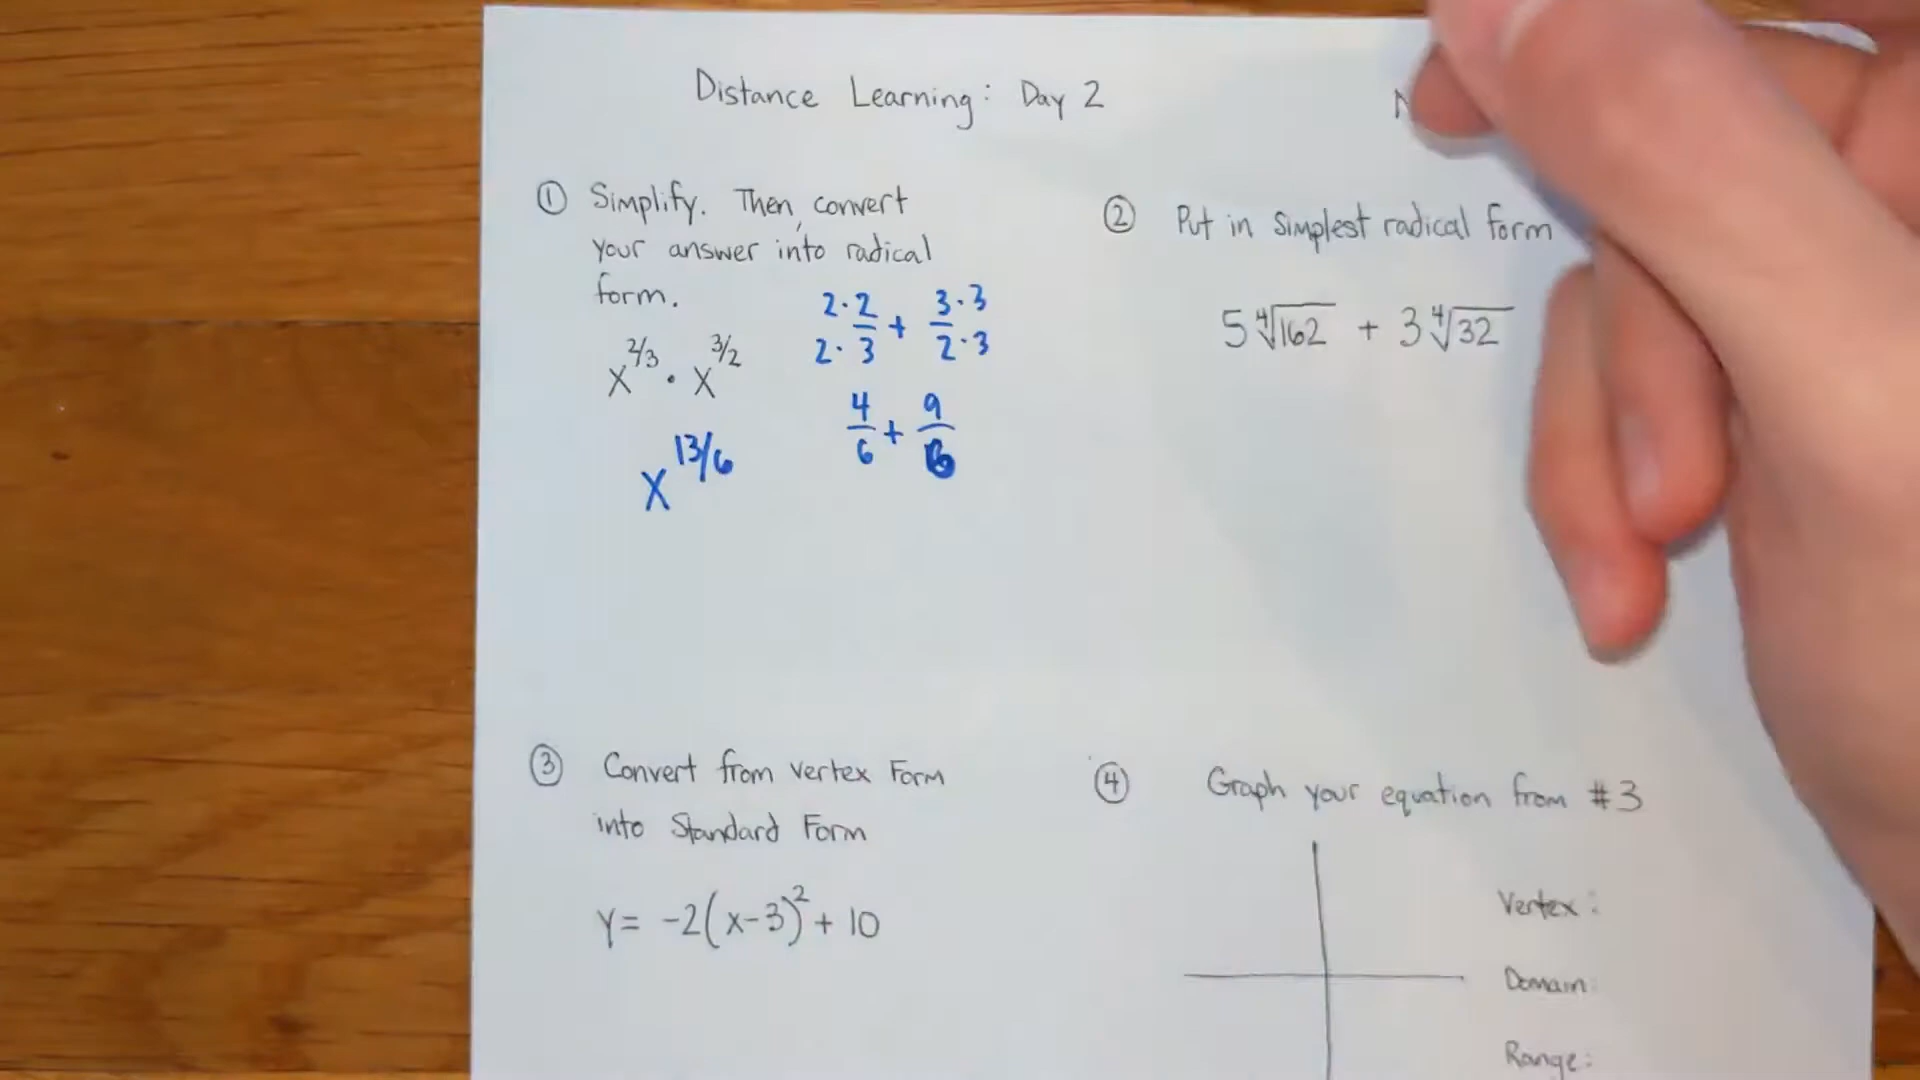 Distance Learning: Day 2
① Simplify. Then, convert
your answer into radical
form.
x^2/3 · x^3/2
2·2/2·3 + 3·3/2·3
4/6 + 9/6
x^13/6
② Put in simplest radical form
5 ∜162 + 3 ∜32
③ Convert from Vertex Form
into Standard Form
y = -2(x-3)² + 10
④ Graph your equation from #3
Vertex:
Domain:
Range: